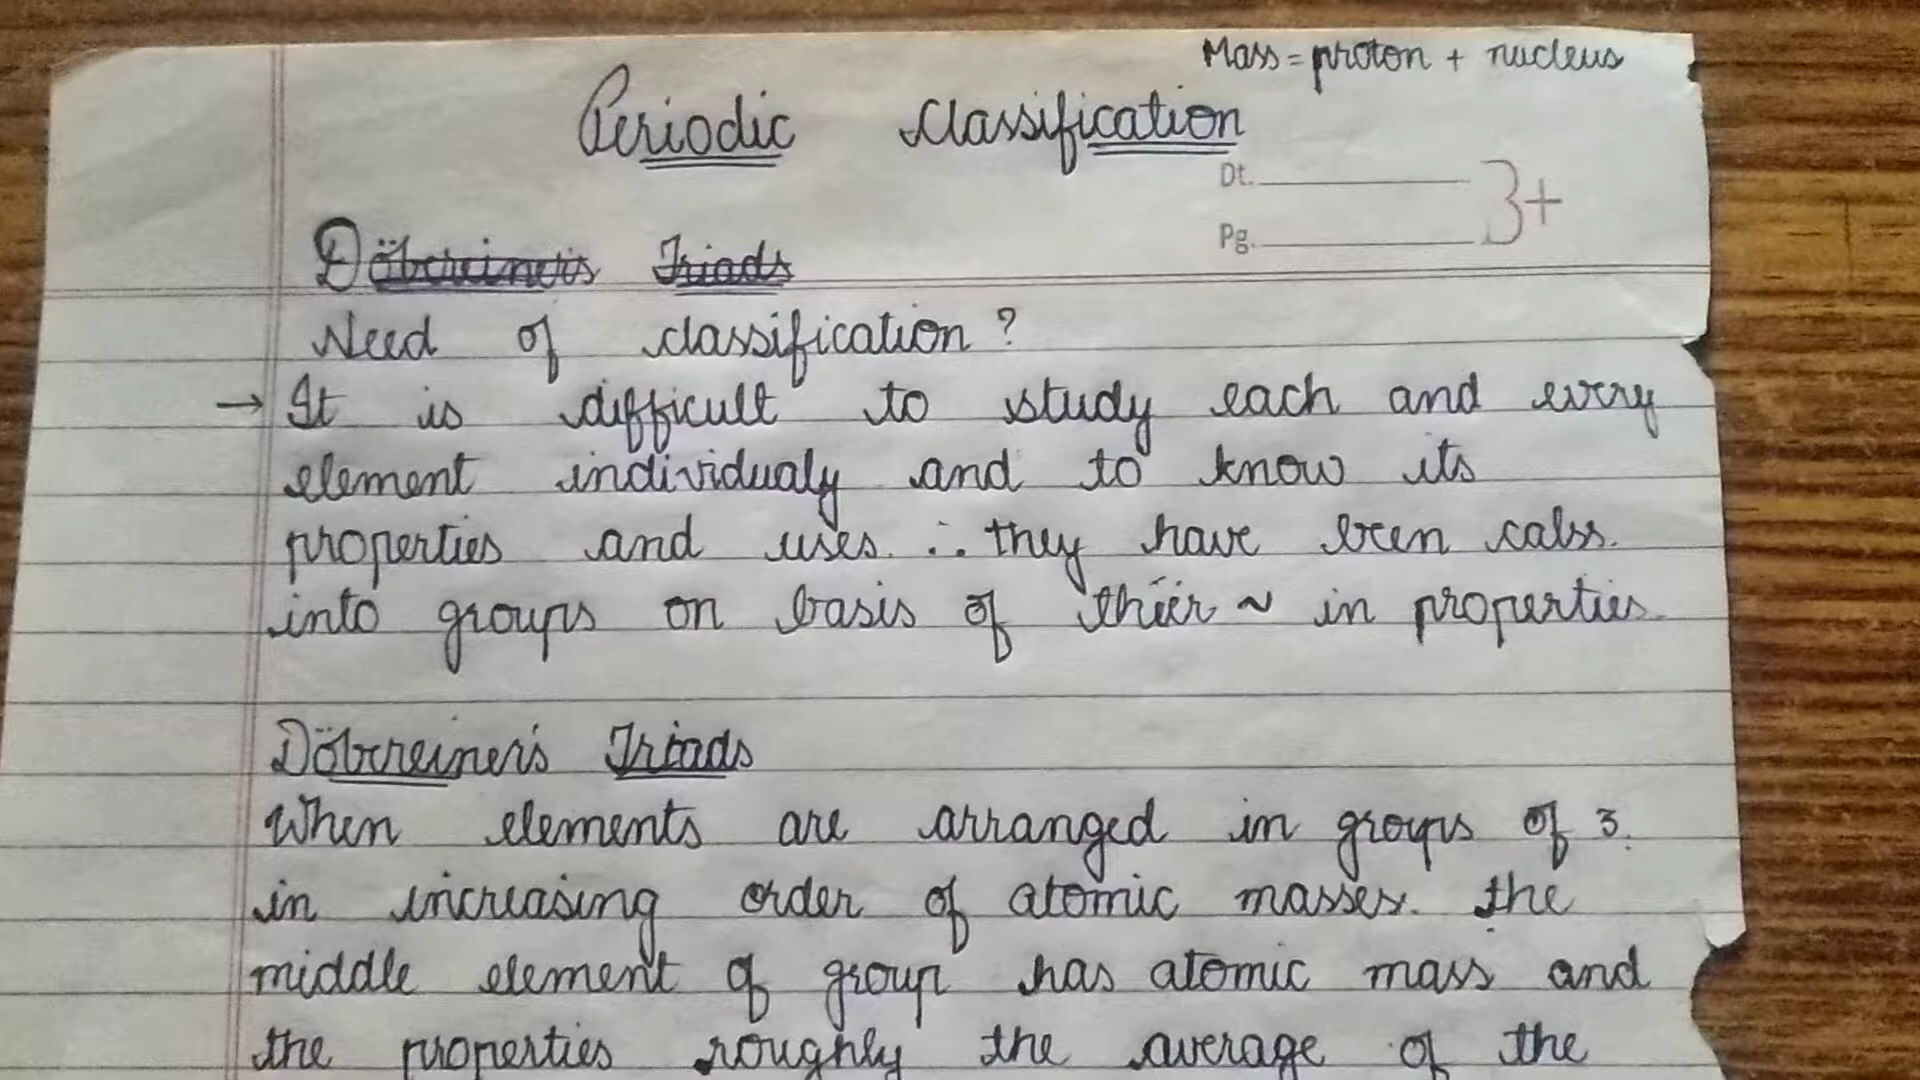 Mass = proton + nucleus
Periodic classification
Dt.
3+
Pg.
Döbereiner's Triads
Need of classification ?
→ It is difficult to study each and every
element individualy and to know its
properties and uses. ∴ they have been calss.
into groups on basis of thier ~ in properties.
Döbreiner's Triads
When elements are arranged in groups of 3.
in increasing order of atomic masses. the
middle element of group has atomic mass and
the properties roughly the average of the